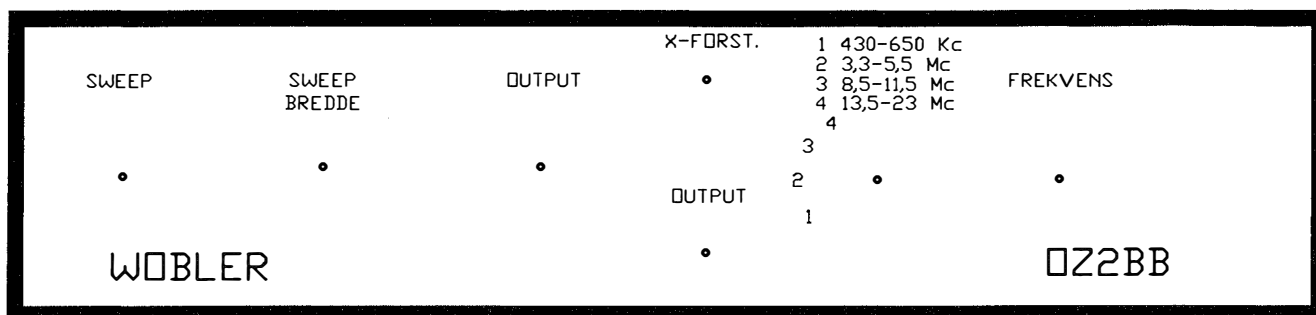 X-FORST.
1 430-650 Kc
2 3,3-5,5 Mc
3 8,5-11,5 Mc
4 13,5-23 Mc
SWEEP
SWEEP
BREDDE
OUTPUT
FREKVENS
4
3
2
1
OUTPUT
WOBLER
OZ2BB